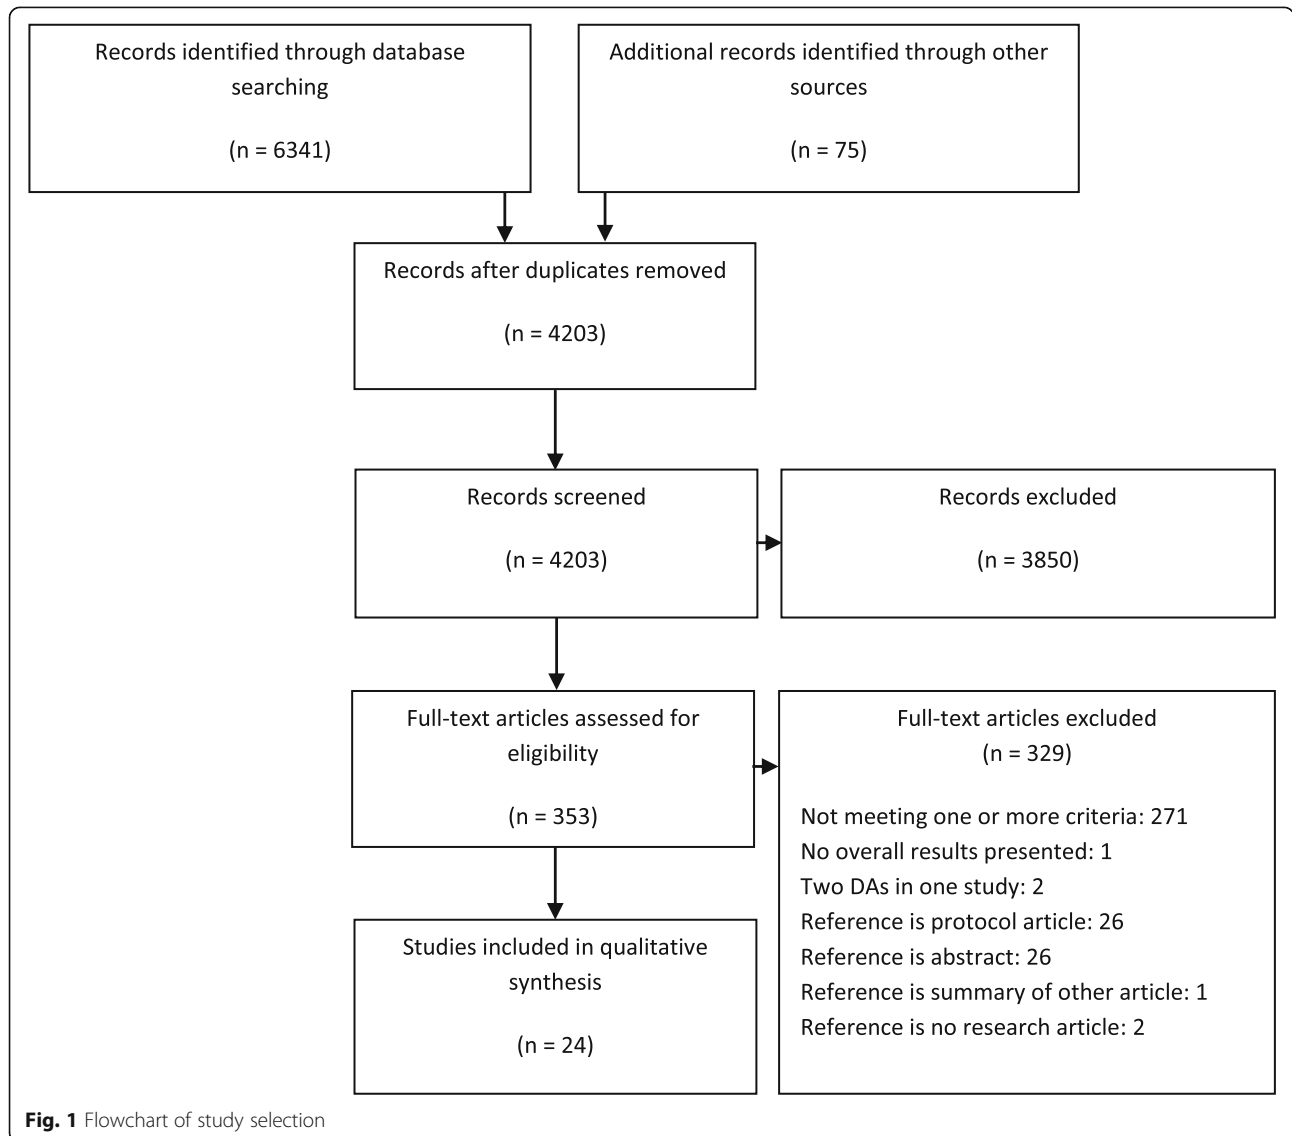 Records identified through database
searching
(n = 6341)
Additional records identified through other
sources
(n = 75)
Records after duplicates removed
(n = 4203)
Records screened
(n = 4203)
Records excluded
(n = 3850)
Full-text articles assessed for
eligibility
(n = 353)
Full-text articles excluded
(n = 329)
Not meeting one or more criteria: 271
No overall results presented: 1
Two DAs in one study: 2
Reference is protocol article: 26
Reference is abstract: 26
Reference is summary of other article: 1
Reference is no research article: 2
Studies included in qualitative
synthesis
(n = 24)
Fig. 1 Flowchart of study selection